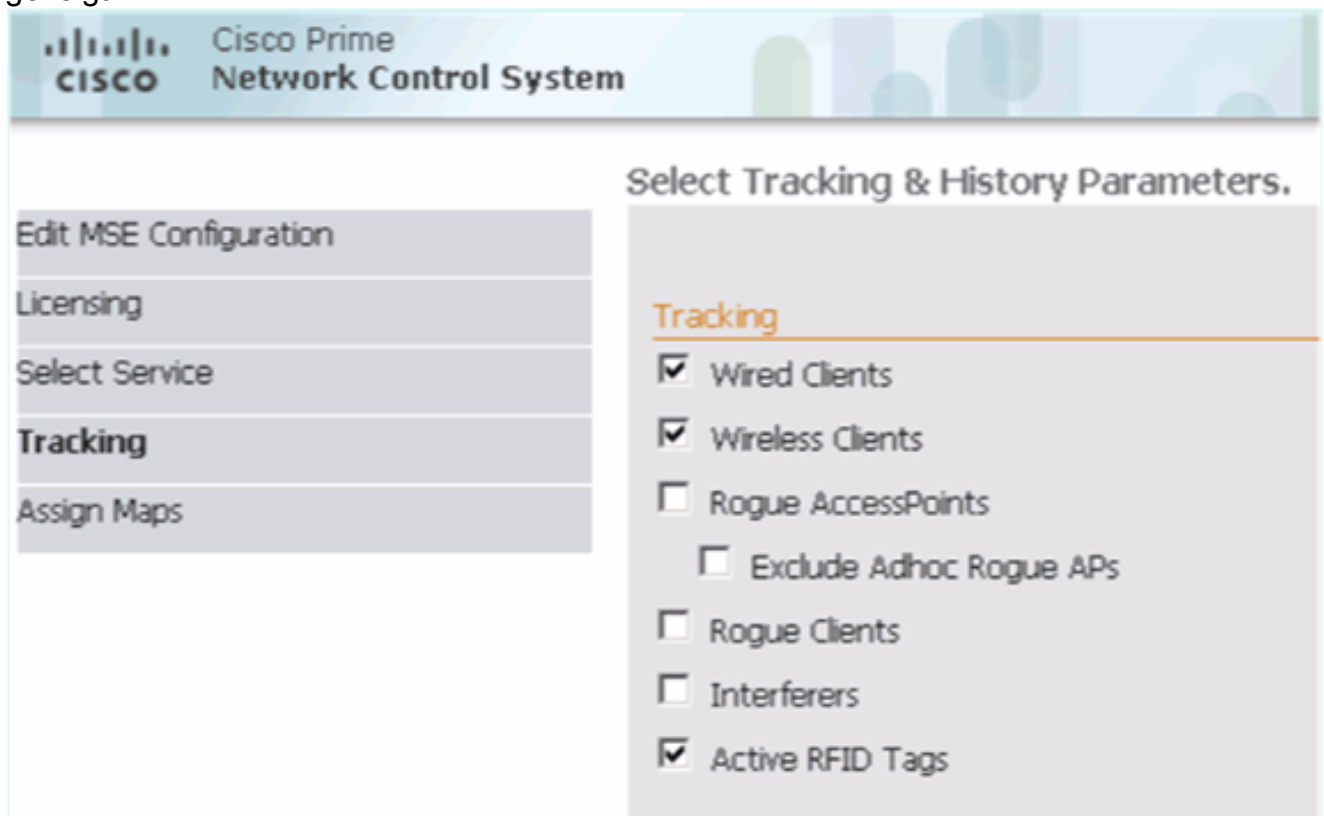 CISCO
Cisco Prime
Network Control System
Select Tracking & History Parameters.
Edit MSE Configuration
Licensing
Select Service
Tracking
Assign Maps
Tracking
Wired Clients
Wireless Clients
Rogue AccessPoints
Exclude Adhoc Rogue APs
Rogue Clients
Interferers
Active RFID Tags